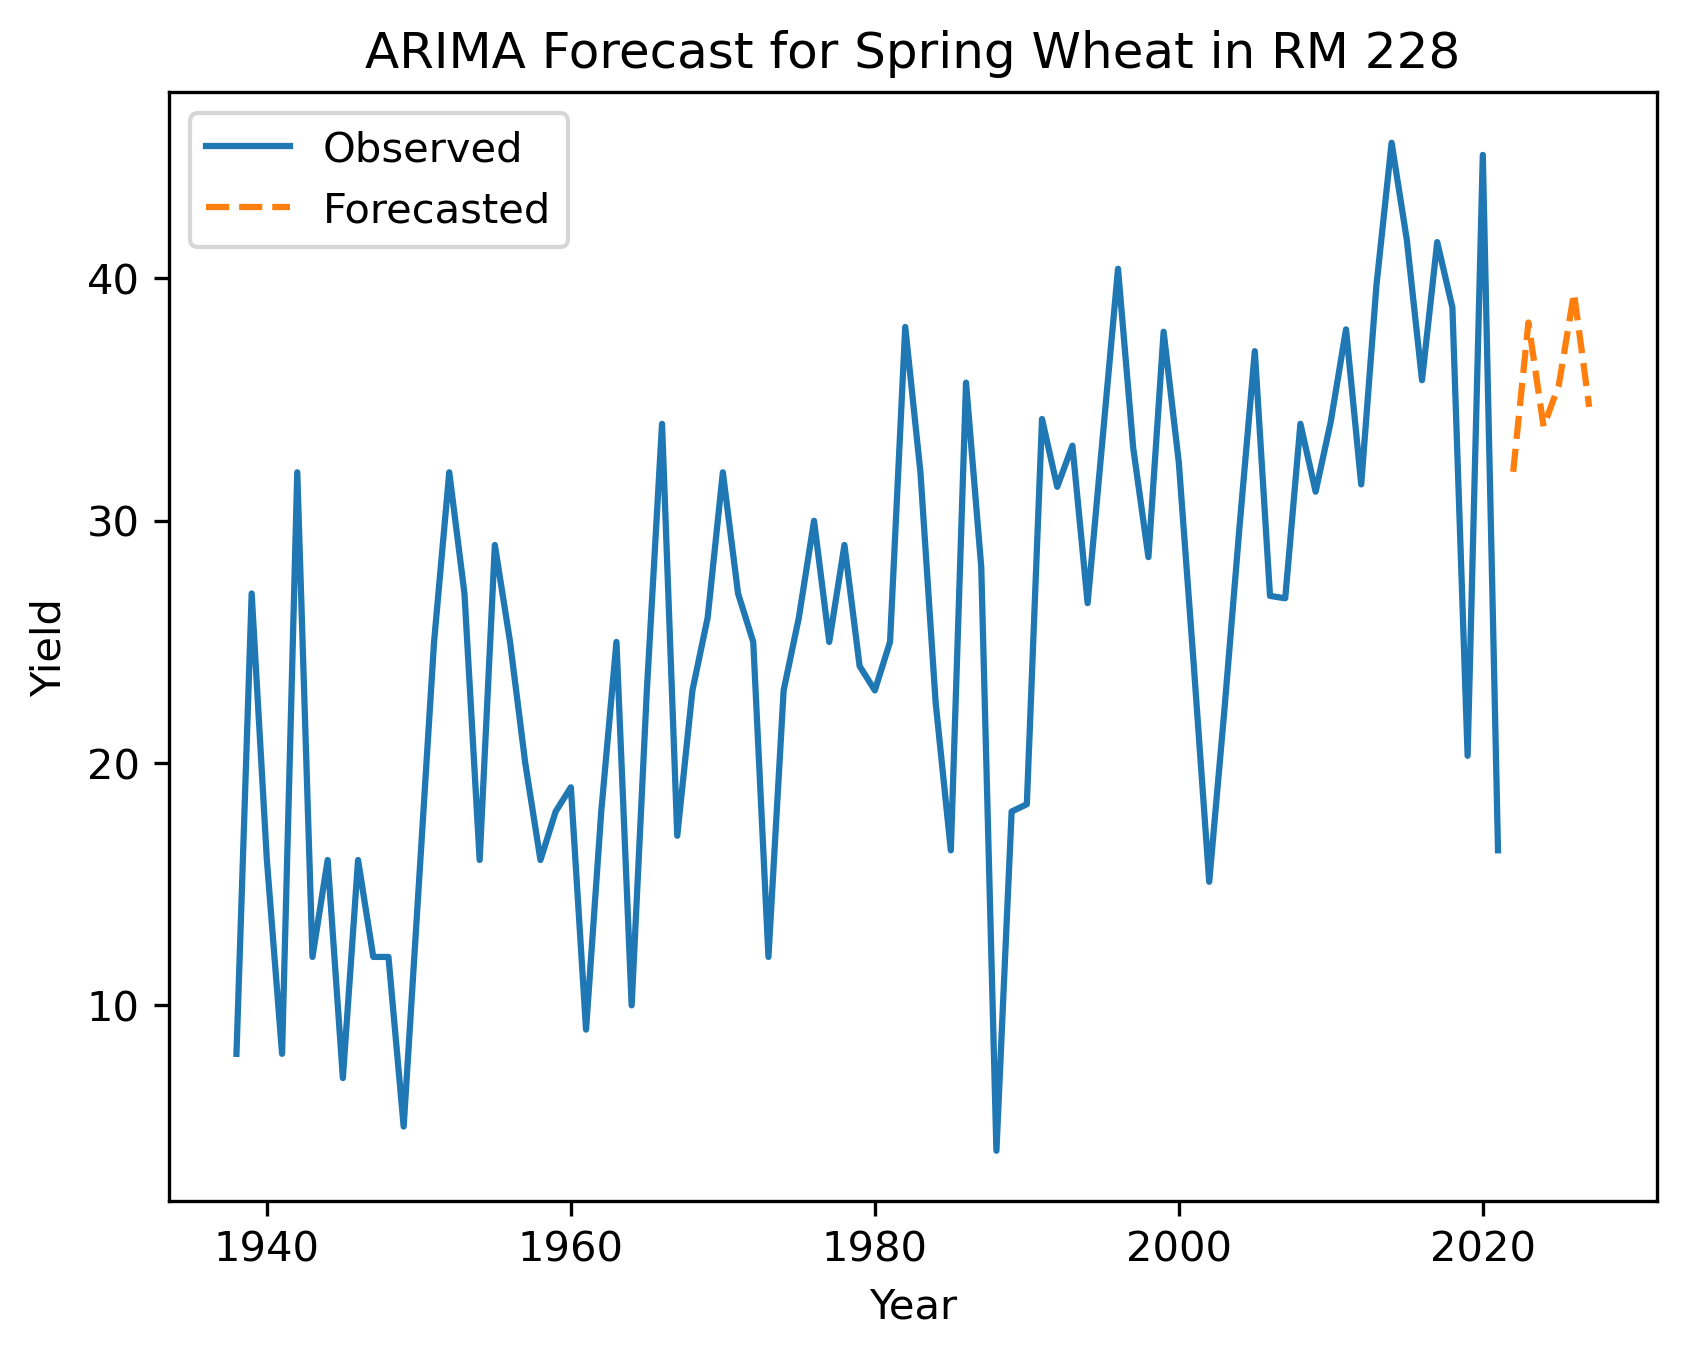 ARIMA Forecast for Spring Wheat in RM 228
Observed
Forecasted
40
30
20
10
Yield
1940 1960 1980 2000 2020
Year